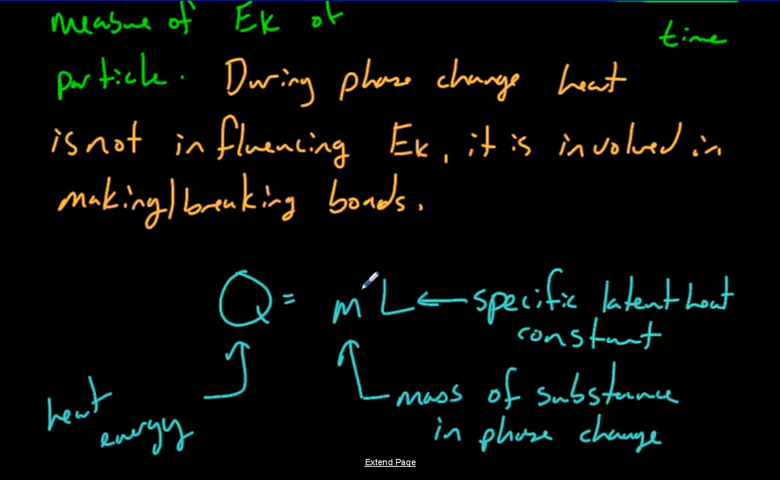 measure of Ek of
time
particle. During phase change heat
is not influencing Ek, it is involved in
making/breaking bonds.
Q = mL ← specific latent heat
constant
heat
energy
mass of substance
in phase change
Extend Page